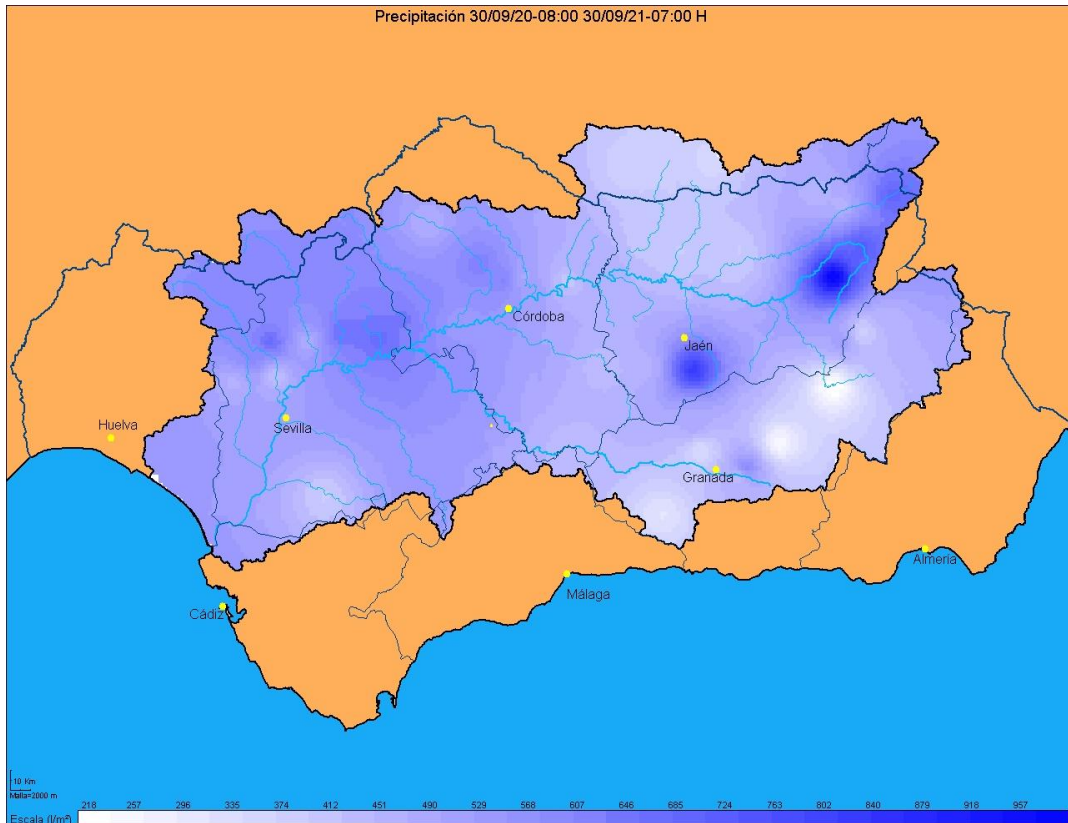 Precipitación 30/09/20-08:00 30/09/21-07:00 H
Córdoba
Jaén
Sevilla
Huelva
Granada
Almería
Málaga
Cádiz
10 Km
Malla=2000 m
218 257 296 335 374 412 451 490 529 568 607 646 685 724 763 802 840 879 918 957
Escala (l/m²)